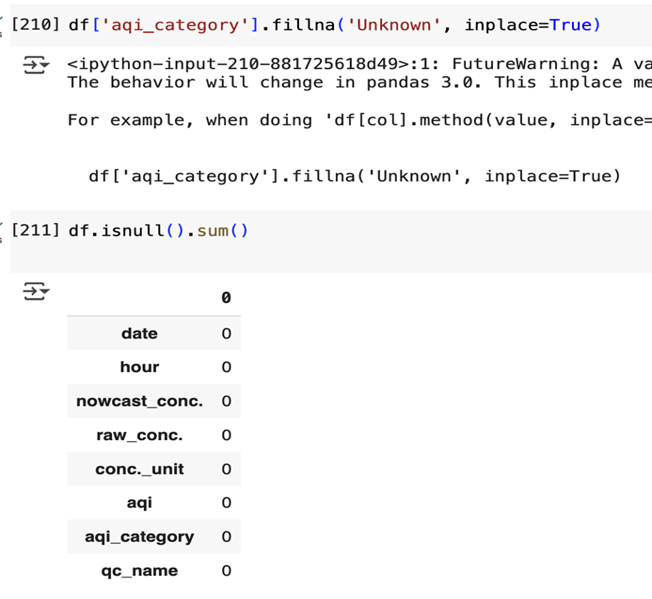 [210] df['aqi_category'].fillna('Unknown', inplace=True)
<ipython-input-210-881725618d49>:1: FutureWarning: A va
The behavior will change in pandas 3.0. This inplace me
For example, when doing 'df[col].method(value, inplace=
df['aqi_category'].fillna('Unknown', inplace=True)
[211] df.isnull().sum()
0
date 0
hour 0
nowcast_conc. 0
raw_conc. 0
conc._unit 0
aqi 0
aqi_category 0
qc_name 0